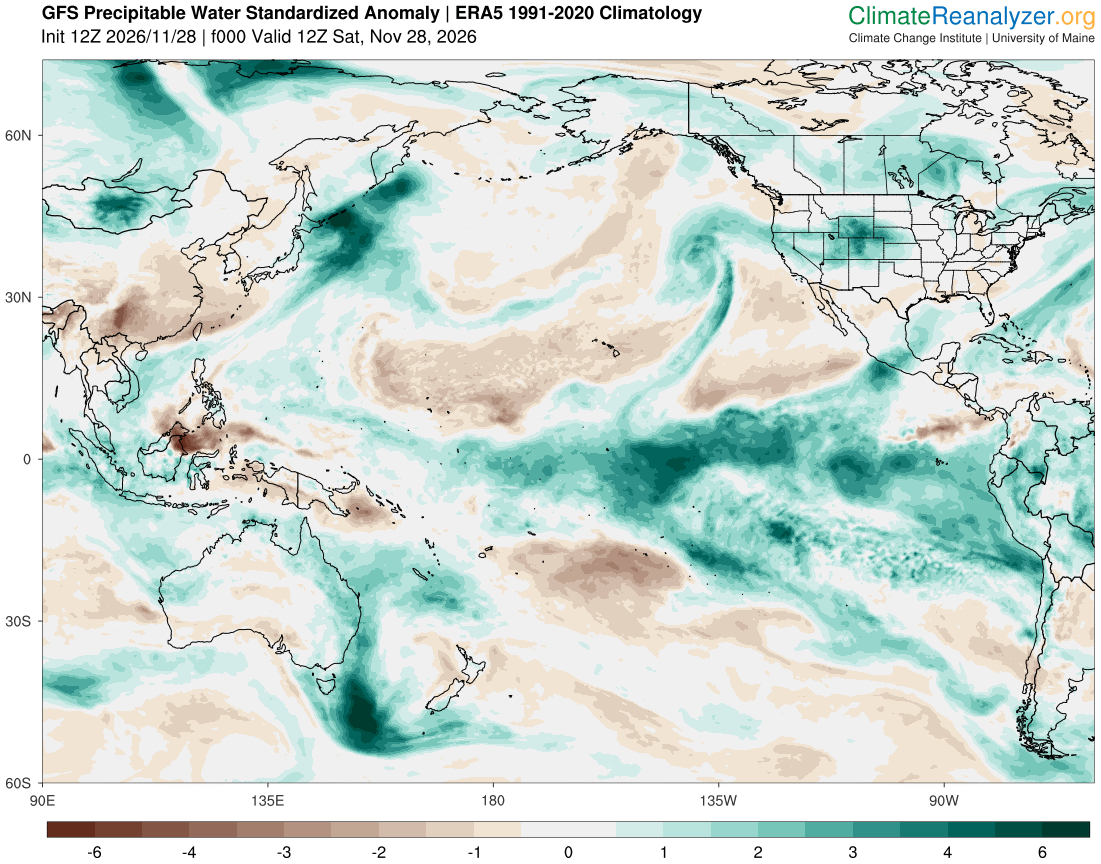 GFS Precipitable Water Standardized Anomaly | ERA5 1991-2020 Climatology
Init 12Z 2026/11/28 | f000 Valid 12Z Sat, Nov 28, 2026
ClimateReanalyzer.org
Climate Change Institute | University of Maine
60N
30N
0
30S
60S
90E 135E 180 135W 90W
-6 -5 -4 -3 -2 -1 0 1 2 3 4 5 6